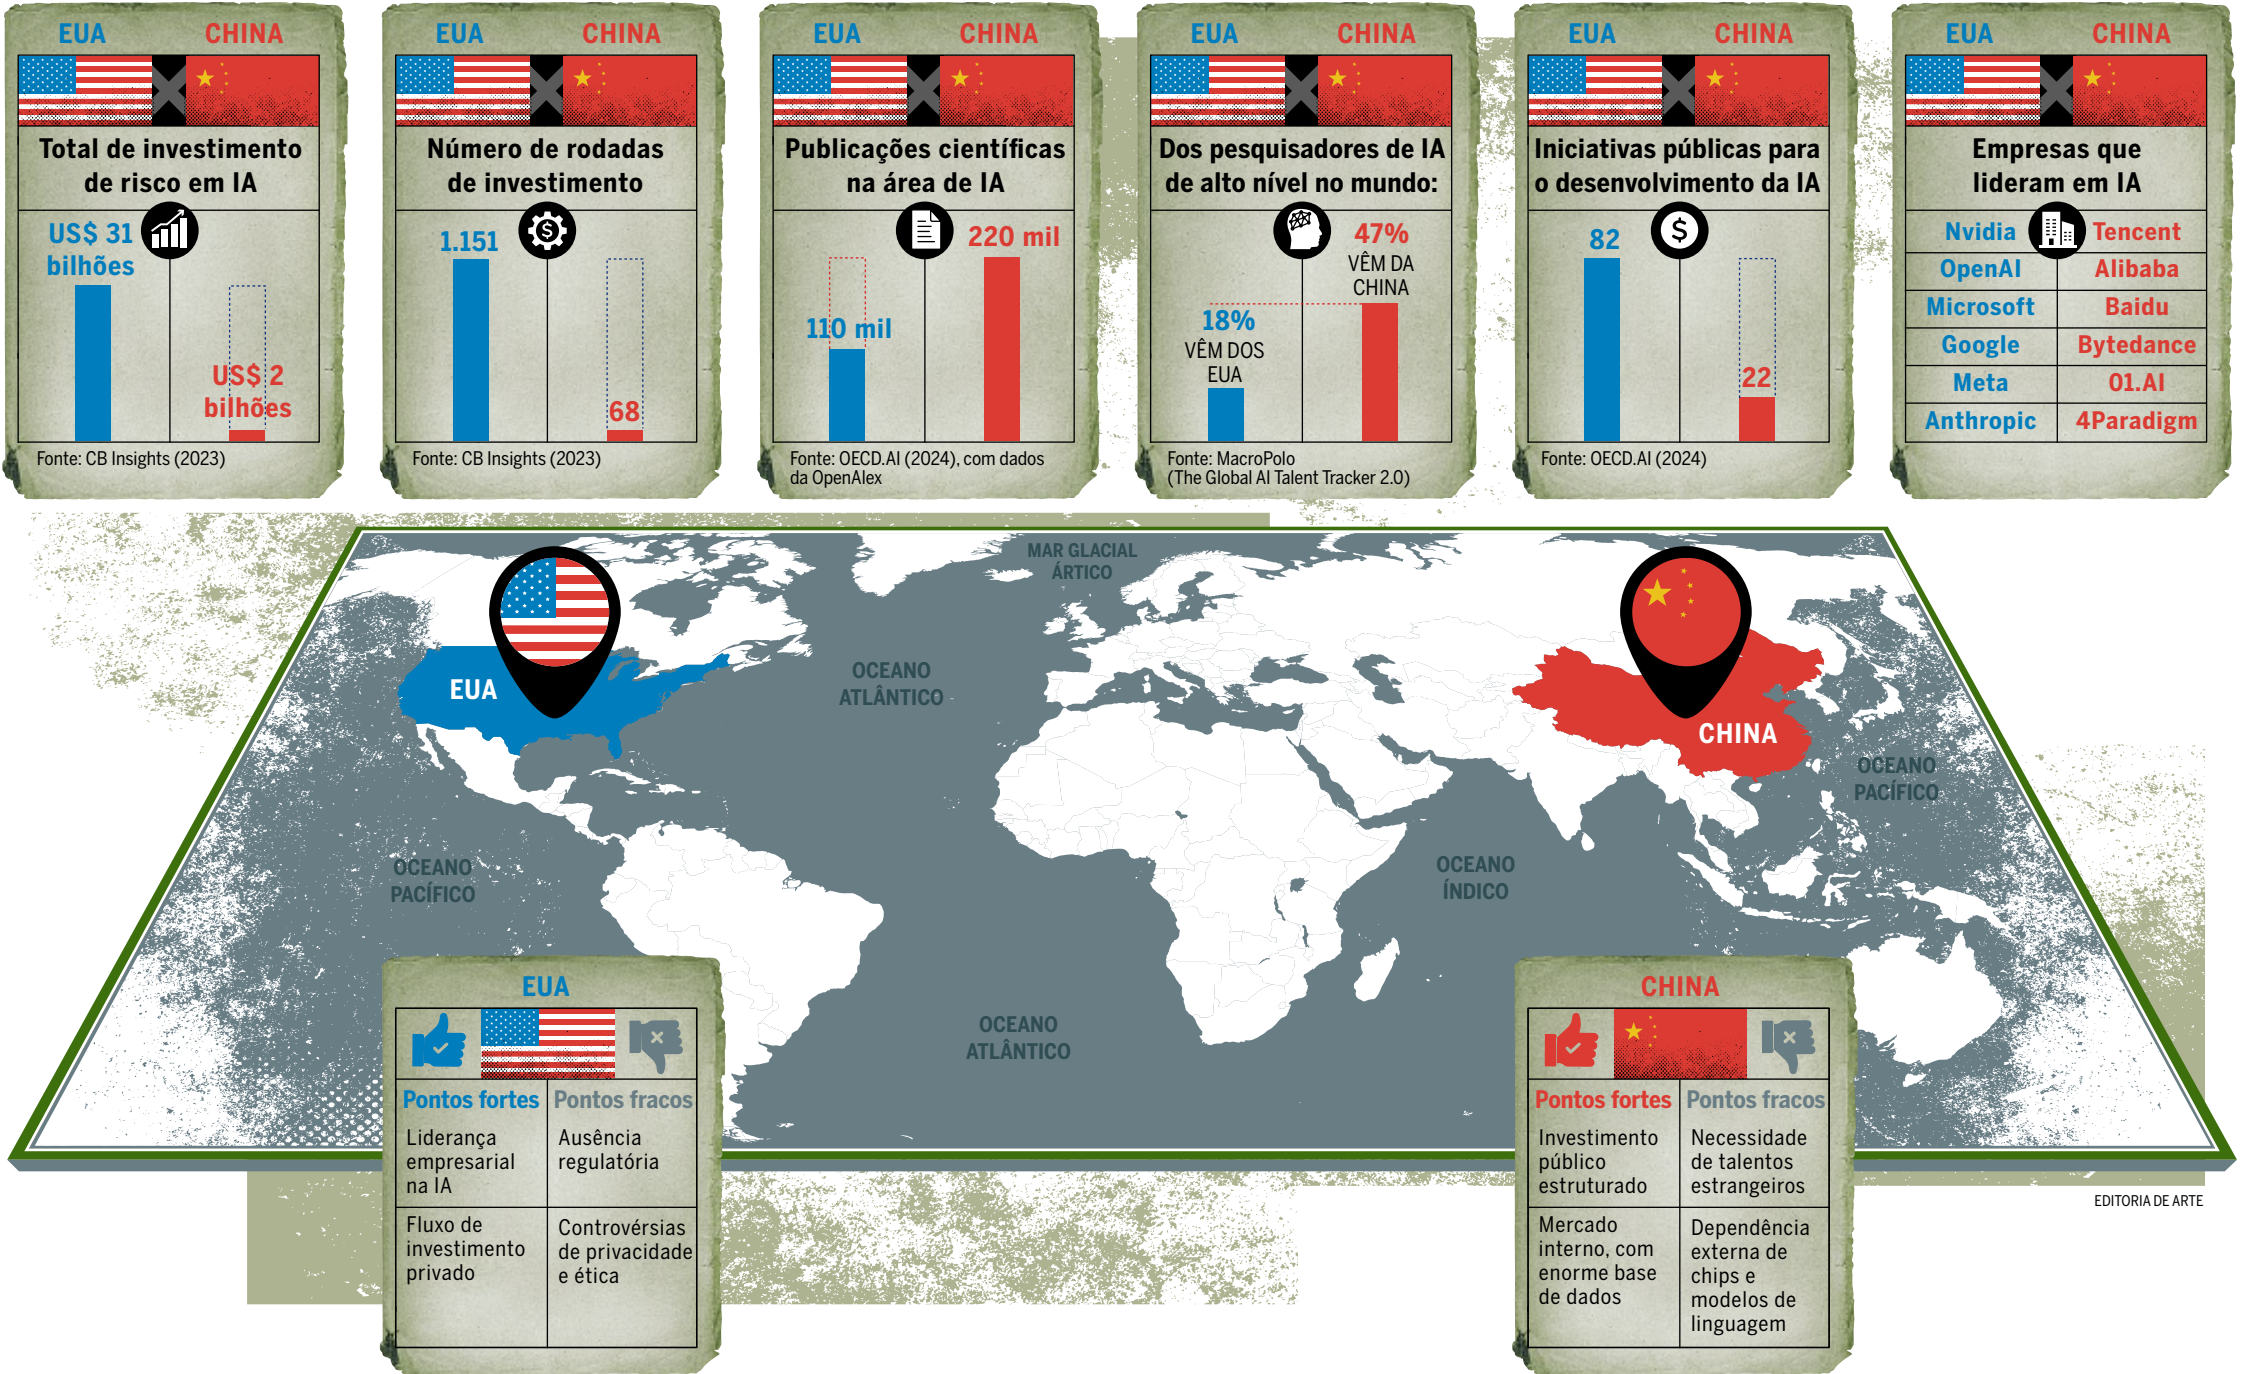 EUA
CHINA
Total de investimento
de risco em IA
US$ 31
bilhões
US$ 2
bilhões
Fonte: CB Insights (2023)
EUA
CHINA
Número de rodadas
de investimento
1.151
68
Fonte: CB Insights (2023)
EUA
CHINA
Publicações científicas
na área de IA
110 mil
220 mil
Fonte: OECD.AI (2024), com dados
da OpenAlex
EUA
CHINA
Dos pesquisadores de IA
de alto nível no mundo:
18%
VÊM DOS
EUA
47%
VÊM DA
CHINA
Fonte: MacroPolo
(The Global AI Talent Tracker 2.0)
EUA
CHINA
Iniciativas públicas para
o desenvolvimento da IA
82
22
Fonte: OECD.AI (2024)
EUA
CHINA
Empresas que
lideram em IA
Nvidia
Tencent
OpenAI
Alibaba
Microsoft
Baidu
Google
Bytedance
Meta
01.AI
Anthropic
4Paradigm
MAR GLACIAL
ÁRTICO
EUA
OCEANO
ATLÂNTICO
CHINA
OCEANO
PACÍFICO
OCEANO
PACÍFICO
OCEANO
ÍNDICO
OCEANO
ATLÂNTICO
EUA
Pontos fortes
Pontos fracos
Liderança
empresarial
na IA
Ausência
regulatória
Fluxo de
investimento
privado
Controvérsias
de privacidade
e ética
CHINA
Pontos fortes
Pontos fracos
Investimento
público
estruturado
Necessidade
de talentos
estrangeiros
Mercado
interno, com
enorme base
de dados
Dependência
externa de
chips e
modelos de
linguagem
EDITORIA DE ARTE